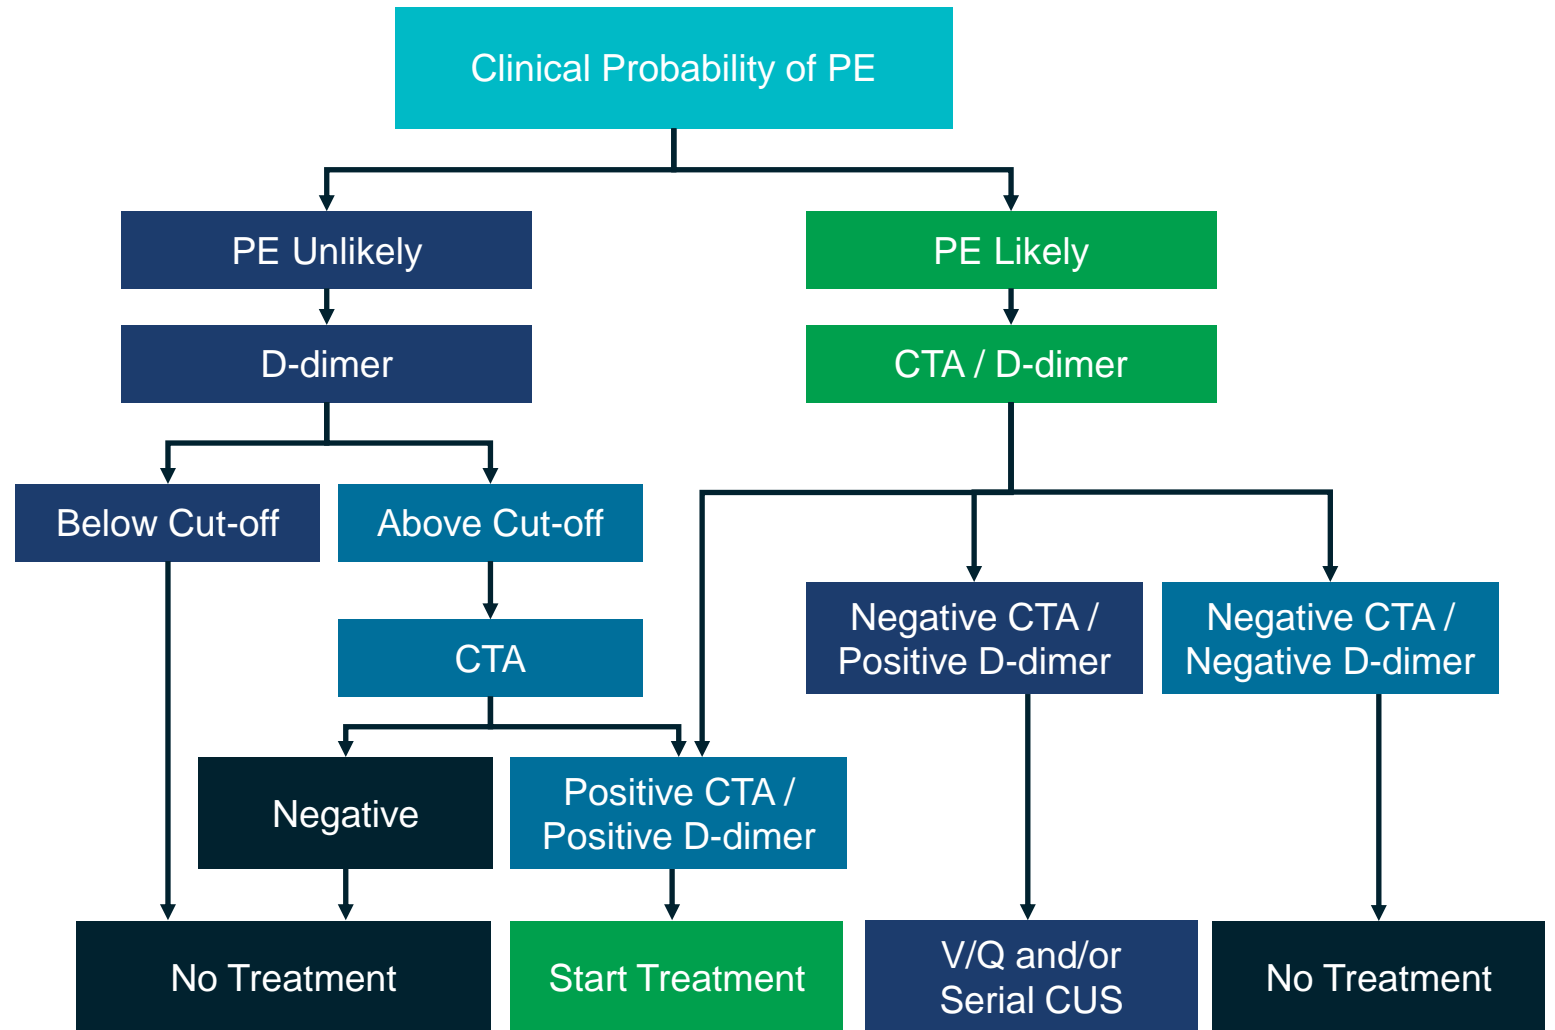 Clinical Probability of PE
PE Unlikely
PE Likely
D-dimer
CTA / D-dimer
Below Cut-off
Above Cut-off
Negative CTA /
Positive D-dimer
Negative CTA /
Negative D-dimer
CTA
Negative
Positive CTA /
Positive D-dimer
No Treatment
Start Treatment
V/Q and/or
Serial CUS
No Treatment